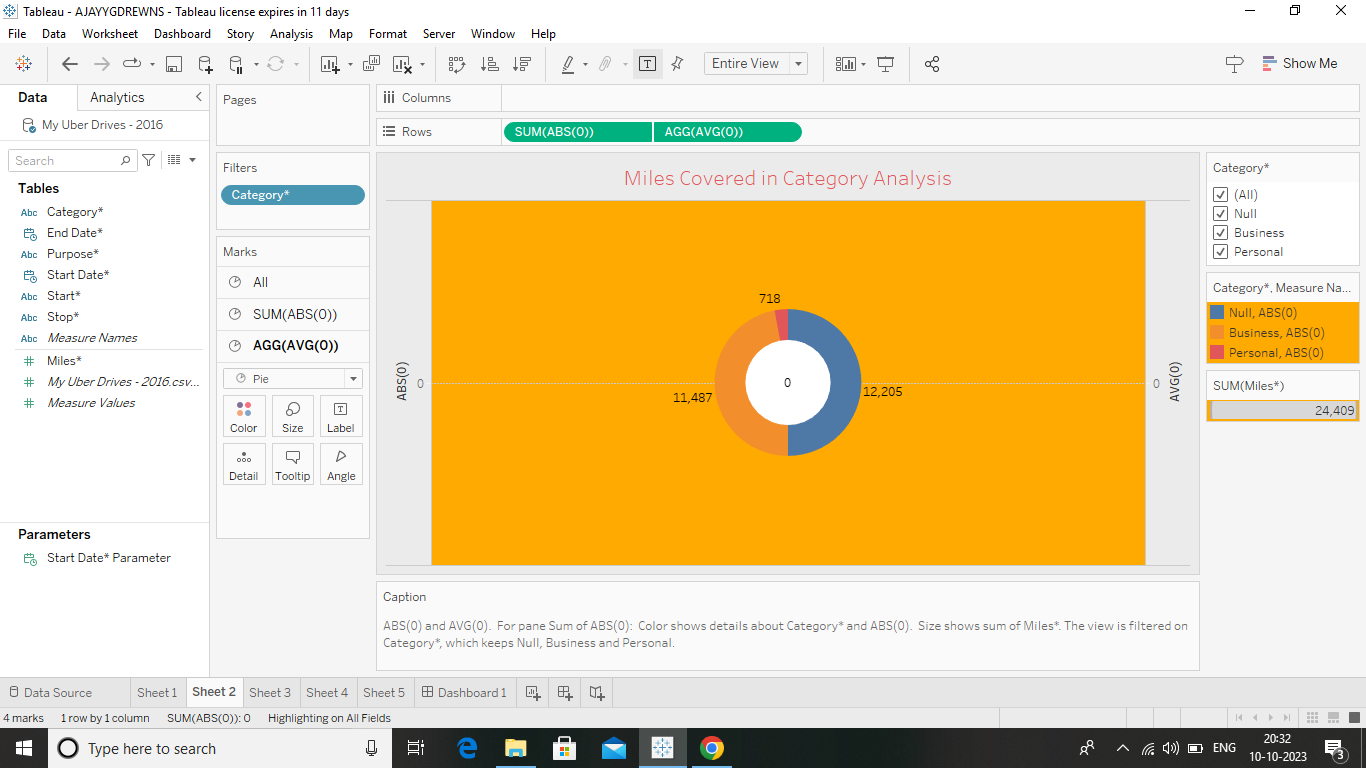 Tableau - AJAYYGDREWNS - Tableau license expires in 11 days
File Data Worksheet Dashboard Story Analysis Map Format Server Window Help
Entire View
Show Me
Data Analytics
My Uber Drives - 2016
Search
Tables
Abc Category*
End Date*
Abc Purpose*
Start Date*
Abc Start*
Abc Stop*
Abc Measure Names
Miles*
My Uber Drives - 2016.csv...
Measure Values
Parameters
Start Date* Parameter
Pages
Filters
Category*
Marks
All
SUM(ABS(0))
AGG(AVG(0))
Pie
Color Size Label
Detail Tooltip Angle
Columns
Rows SUM(ABS(0)) AGG(AVG(0))
Miles Covered in Category Analysis
ABS(0)
0
718
11,487
0
12,205
0
AVG(0)
Caption
ABS(0) and AVG(0). For pane Sum of ABS(0): Color shows details about Category* and ABS(0). Size shows sum of Miles*. The view is filtered on
Category*, which keeps Null, Business and Personal.
Category*
(All)
Null
Business
Personal
Category*, Measure Na...
Null, ABS(0)
Business, ABS(0)
Personal, ABS(0)
SUM(Miles*)
24,409
Data Source Sheet 1 Sheet 2 Sheet 3 Sheet 4 Sheet 5 Dashboard 1
4 marks 1 row by 1 column SUM(ABS(0)): 0 Highlighting on All Fields
Type here to search
ENG
20:32
10-10-2023
3